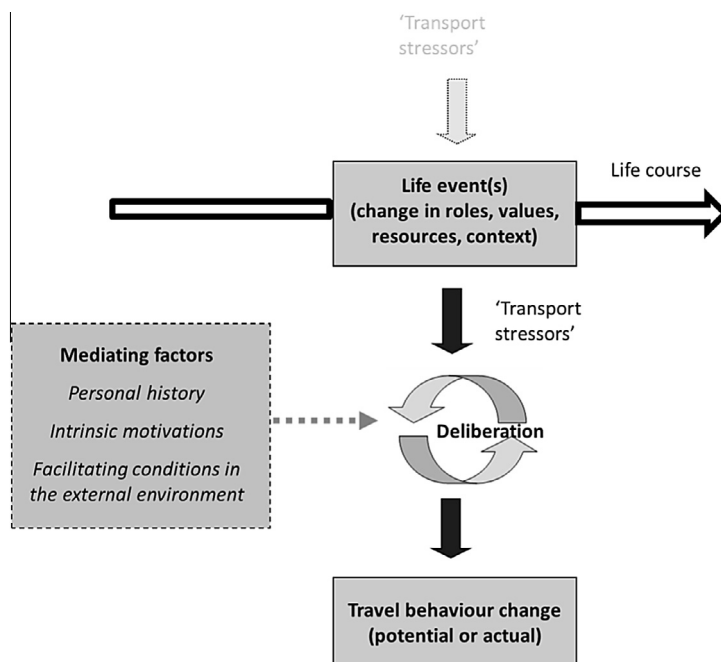 ‘Transport
stressors’
Life event(s)
(change in roles, values,
resources, context)
Life course
‘Transport
stressors’
Mediating factors
Personal history
Intrinsic motivations
Facilitating conditions in
the external environment
Deliberation
Travel behaviour change
(potential or actual)